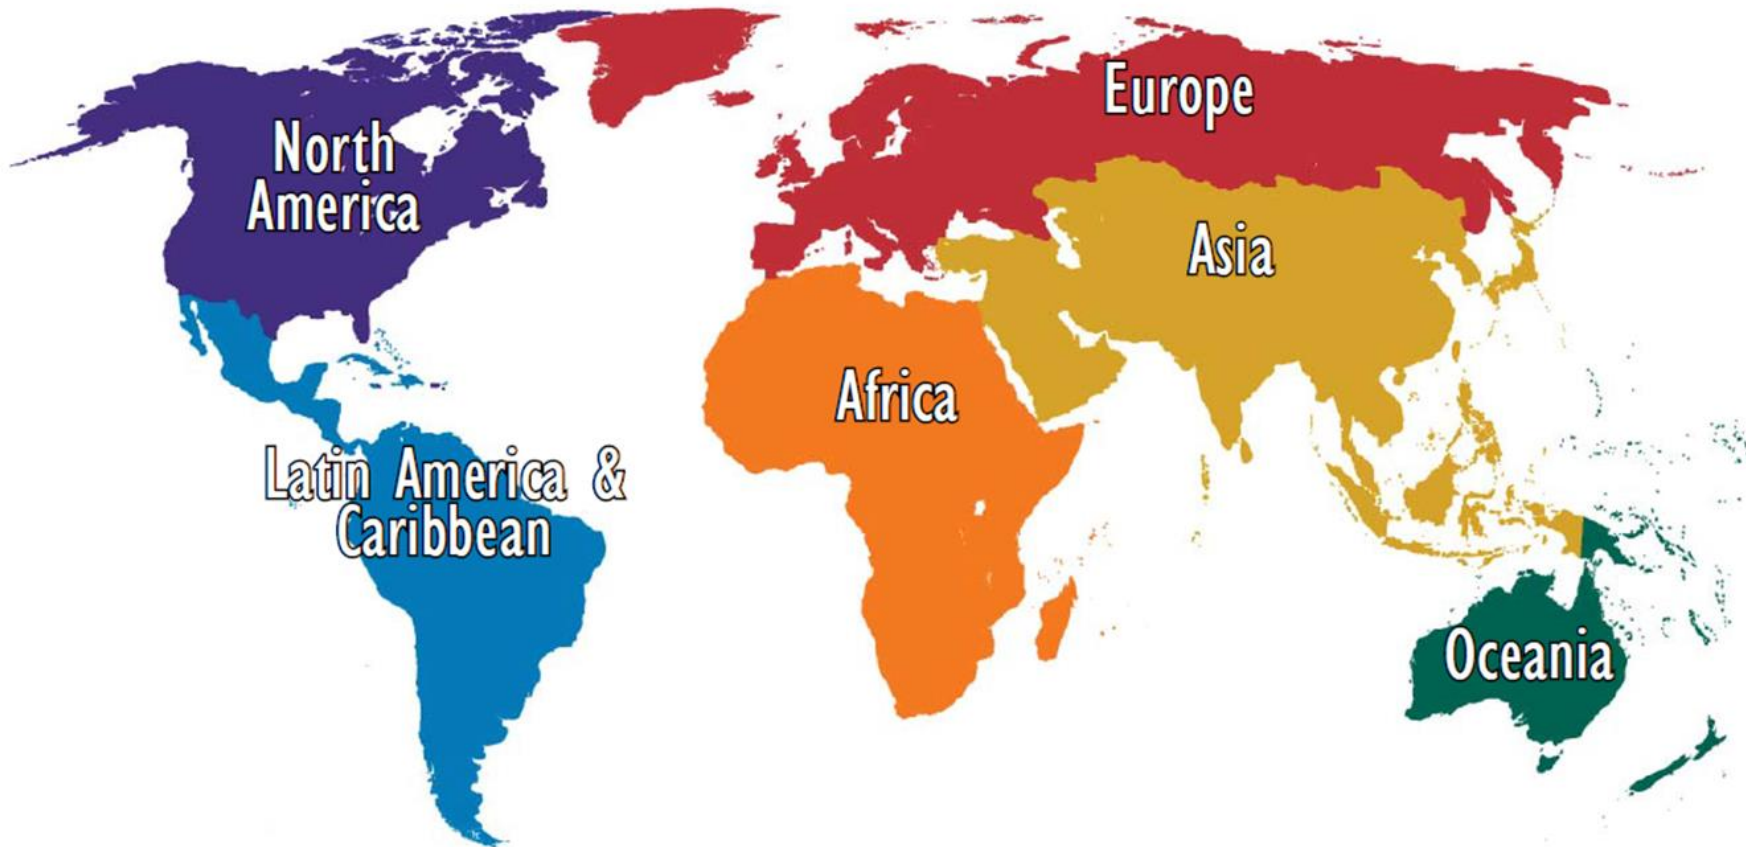 North
America
Europe
Asia
Africa
Latin America &
Caribbean
Oceania